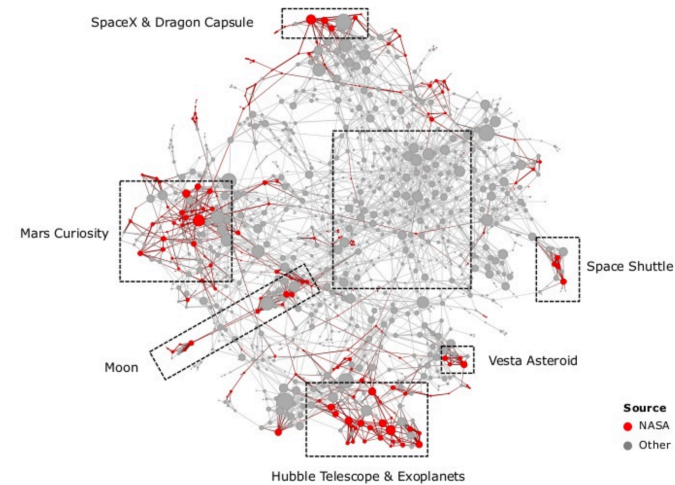 SpaceX & Dragon Capsule
Mars Curiosity
Space Shuttle
Moon
Vesta Asteroid
Source
NASA
Other
Hubble Telescope & Exoplanets